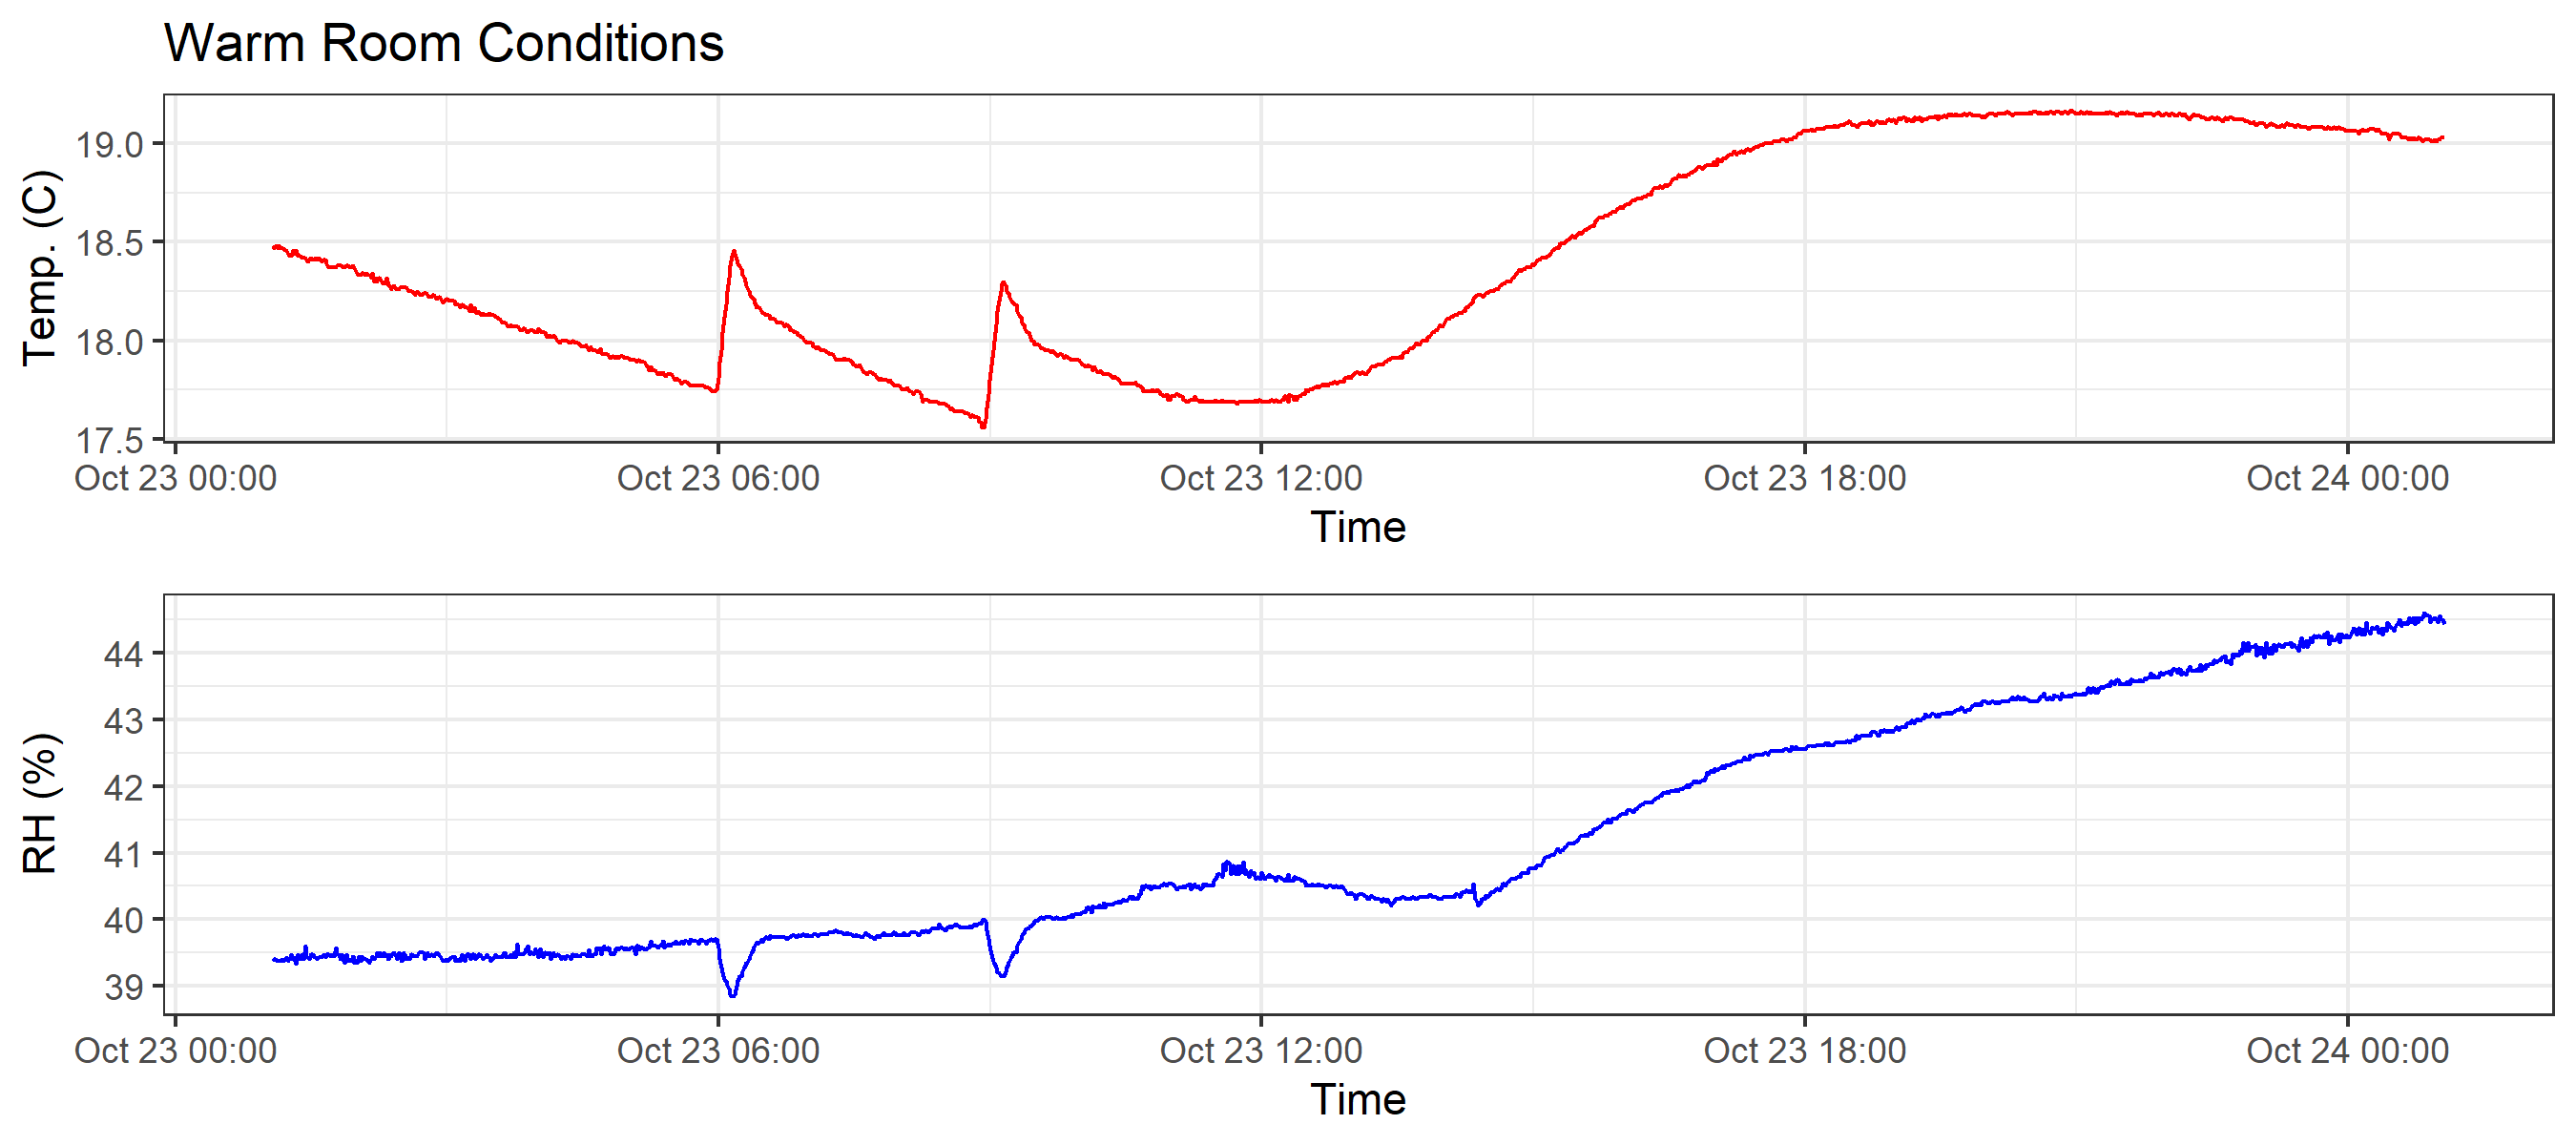 Warm Room Conditions
Temp. (C)
19.0
18.5
18.0
17.5
Oct 23 00:00 Oct 23 06:00 Oct 23 12:00 Oct 23 18:00 Oct 24 00:00
Time
RH (%)
44
43
42
41
40
39
Oct 23 00:00 Oct 23 06:00 Oct 23 12:00 Oct 23 18:00 Oct 24 00:00
Time